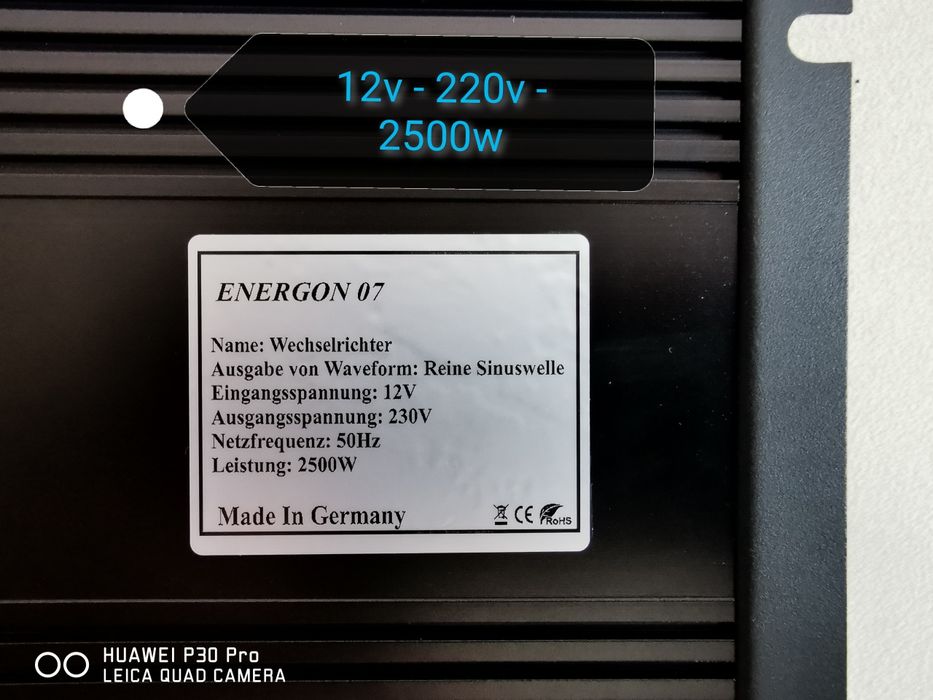 12v - 220v -
2500w
ENERGON 07
Name: Wechselrichter
Ausgabe von Waveform: Reine Sinuswelle
Eingangsspannung: 12V
Ausgangsspannung: 230V
Netzfrequenz: 50Hz
Leistung: 2500W
Made In Germany
CE RoHS
HUAWEI P30 Pro
LEICA QUAD CAMERA